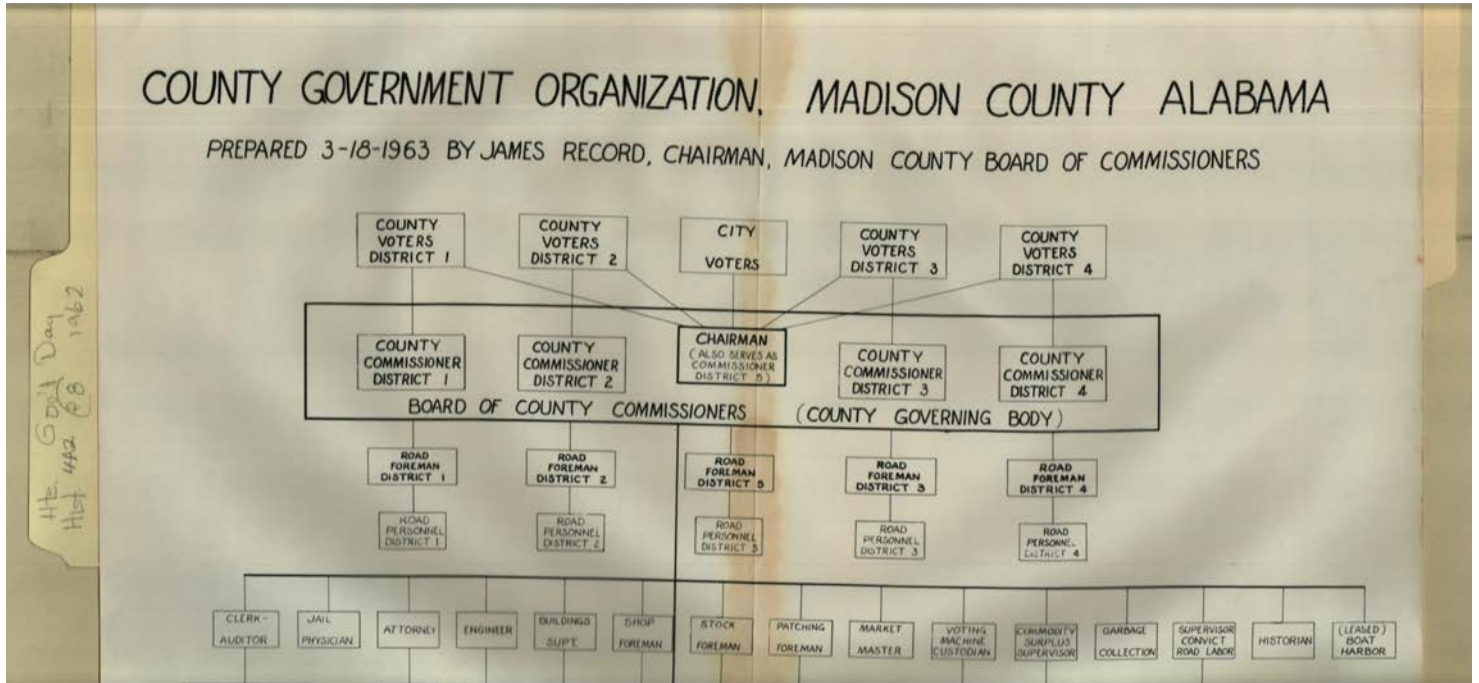 COUNTY GOVERNMENT ORGANIZATION, MADISON COUNTY ALABAMA
PREPARED 3-18-1963 BY JAMES RECORD, CHAIRMAN, MADISON COUNTY BOARD OF COMMISSIONERS
COUNTY
VOTERS
DISTRICT 1
COUNTY
VOTERS
DISTRICT 2
CITY
VOTERS
COUNTY
VOTERS
DISTRICT 3
COUNTY
VOTERS
DISTRICT 4
COUNTY
COMMISSIONER
DISTRICT 1
COUNTY
COMMISSIONER
DISTRICT 2
CHAIRMAN
(ALSO SERVES AS
COMMISSIONER
DISTRICT 5)
COUNTY
COMMISSIONER
DISTRICT 3
COUNTY
COMMISSIONER
DISTRICT 4
BOARD OF COUNTY COMMISSIONERS (COUNTY GOVERNING BODY)
ROAD
FOREMAN
DISTRICT 1
ROAD
FOREMAN
DISTRICT 2
ROAD
FOREMAN
DISTRICT 5
ROAD
FOREMAN
DISTRICT 3
ROAD
FOREMAN
DISTRICT 4
ROAD
PERSONNEL
DISTRICT 1
ROAD
PERSONNEL
DISTRICT 2
ROAD
PERSONNEL
DISTRICT 5
ROAD
PERSONNEL
DISTRICT 3
ROAD
PERSONNEL
DISTRICT 4
CLERK-
AUDITOR
JAIL
PHYSICIAN
ATTORNEY
ENGINEER
BUILDINGS
SUPT.
SHOP
FOREMAN
STOCK
FOREMAN
PATCHING
FOREMAN
MARKET
MASTER
VOTING
MACHINE
CUSTODIAN
COMMODITY
SURPLUS
SUPERVISOR
GARBAGE
COLLECTION
SUPERVISOR
CONVICT
ROAD LABOR
HISTORIAN
(LEASED)
BOAT
HARBOR
Day
1962